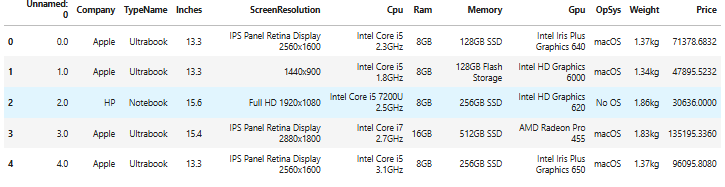 Unnamed: 0 Company TypeName Inches ScreenResolution Cpu Ram Memory Gpu OpSys Weight Price
0 0.0 Apple Ultrabook 13.3 IPS Panel Retina Display 2560x1600 Intel Core i5 2.3GHz 8GB 128GB SSD Intel Iris Plus Graphics 640 macOS 1.37kg 71378.6832
1 1.0 Apple Ultrabook 13.3 1440x900 Intel Core i5 1.8GHz 8GB 128GB Flash Storage Intel HD Graphics 6000 macOS 1.34kg 47895.5232
2 2.0 HP Notebook 15.6 Full HD 1920x1080 Intel Core i5 7200U 2.5GHz 8GB 256GB SSD Intel HD Graphics 620 No OS 1.86kg 30636.0000
3 3.0 Apple Ultrabook 15.4 IPS Panel Retina Display 2880x1800 Intel Core i7 2.7GHz 16GB 512GB SSD AMD Radeon Pro 455 macOS 1.83kg 135195.3360
4 4.0 Apple Ultrabook 13.3 IPS Panel Retina Display 2560x1600 Intel Core i5 3.1GHz 8GB 256GB SSD Intel Iris Plus Graphics 650 macOS 1.37kg 96095.8080